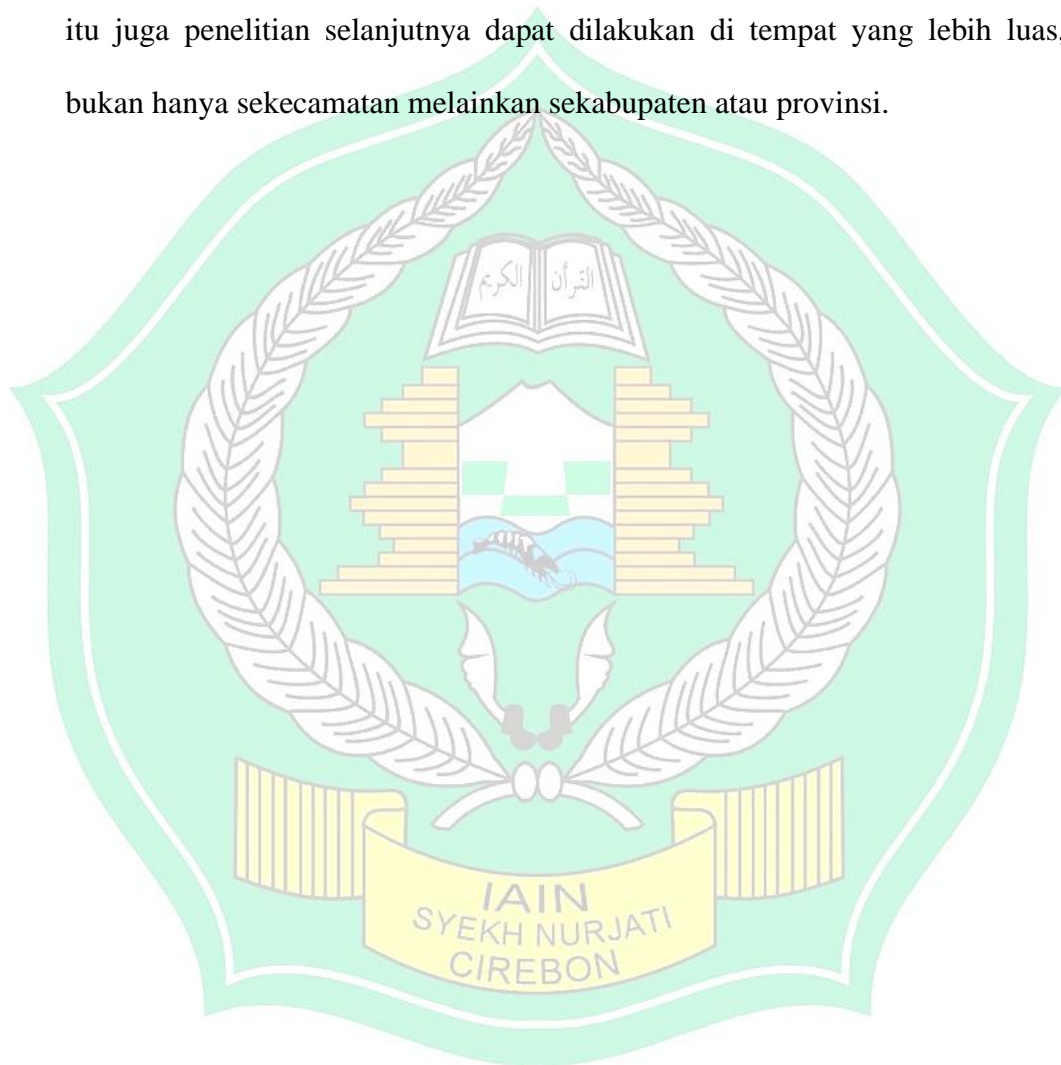 itu juga penelitian selanjutnya dapat dilakukan di tempat yang lebih luas,
bukan hanya sekecamatan melainkan sekabupaten atau provinsi.
القرأن الكريم
IAIN
SYEKH NURJATI
CIREBON